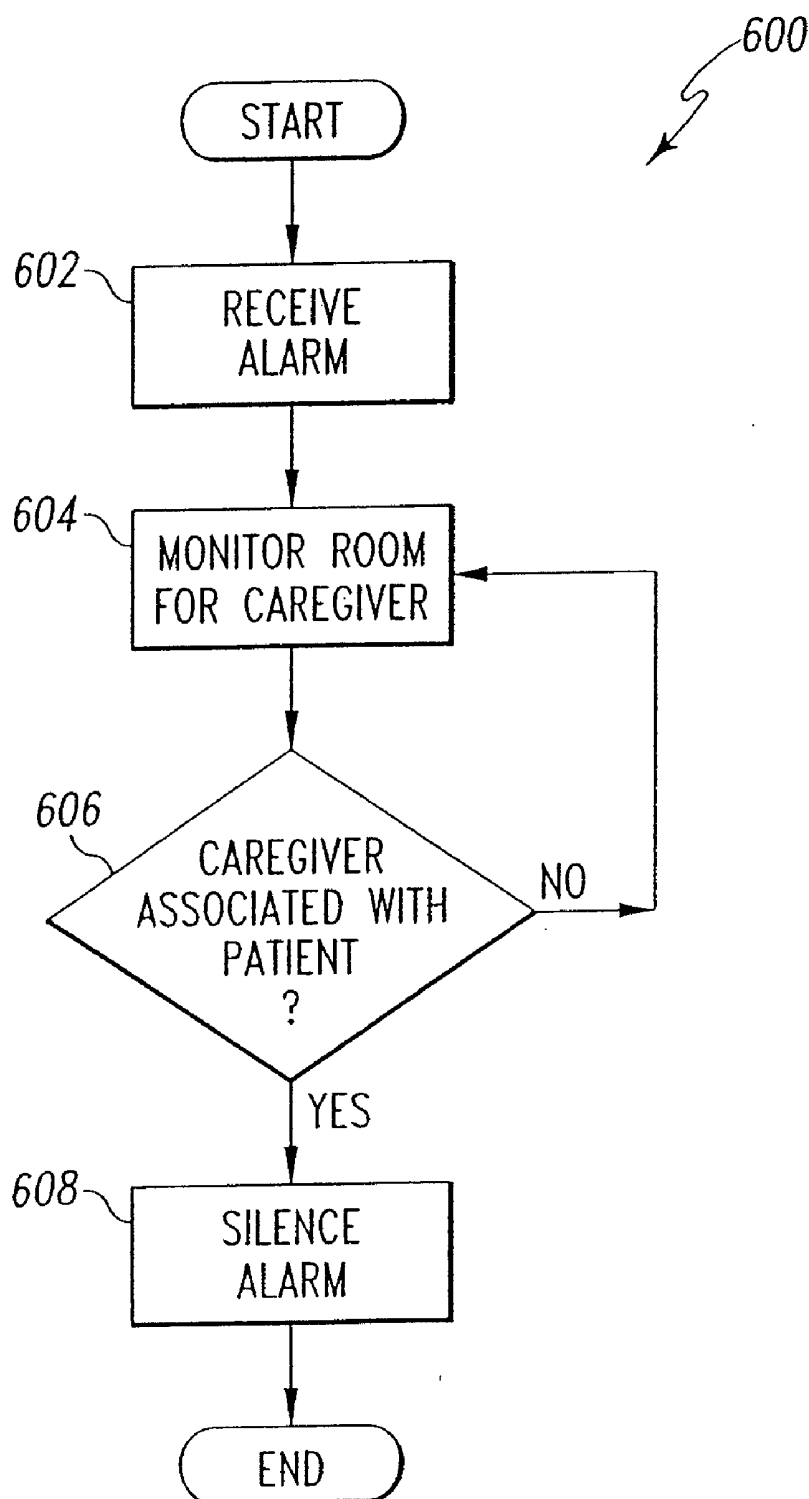 600
START
602
RECEIVE
ALARM
604
MONITOR ROOM
FOR CAREGIVER
606
CAREGIVER
ASSOCIATED WITH
PATIENT
?
NO
YES
608
SILENCE
ALARM
END